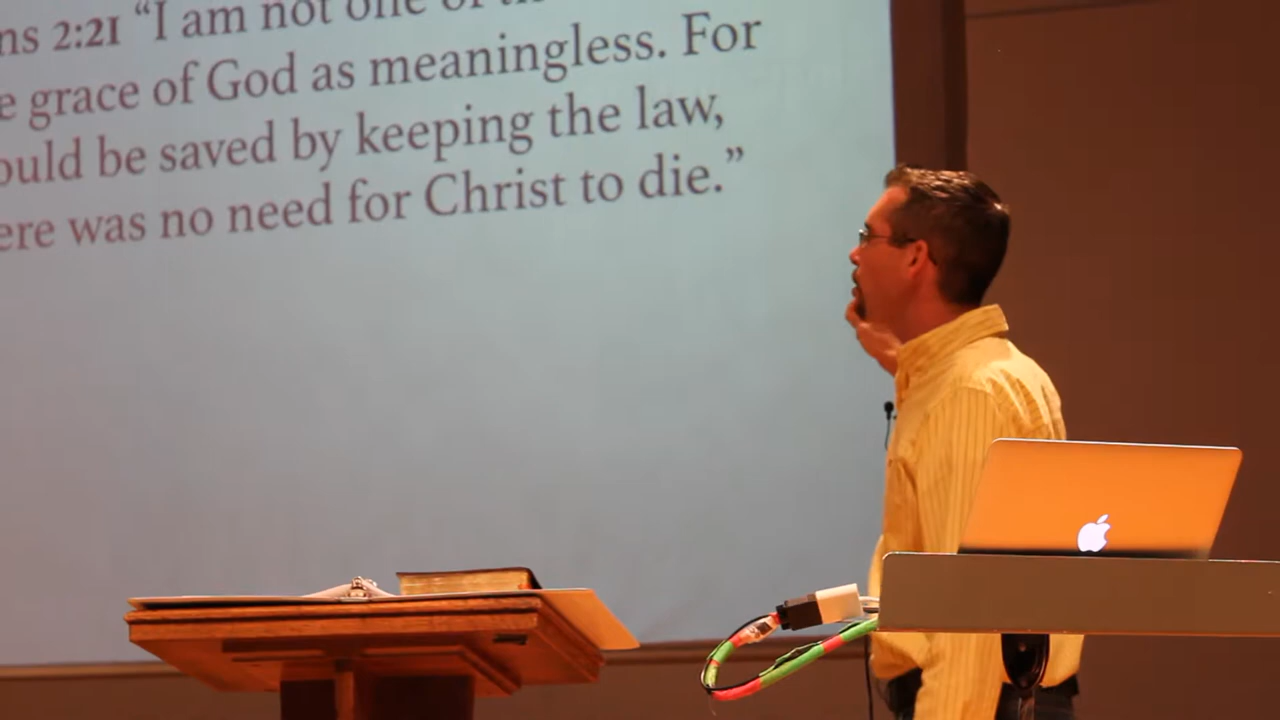 ns 2:21 “I am not one of th
e grace of God as meaningless. For
ould be saved by keeping the law,
ere was no need for Christ to die.”